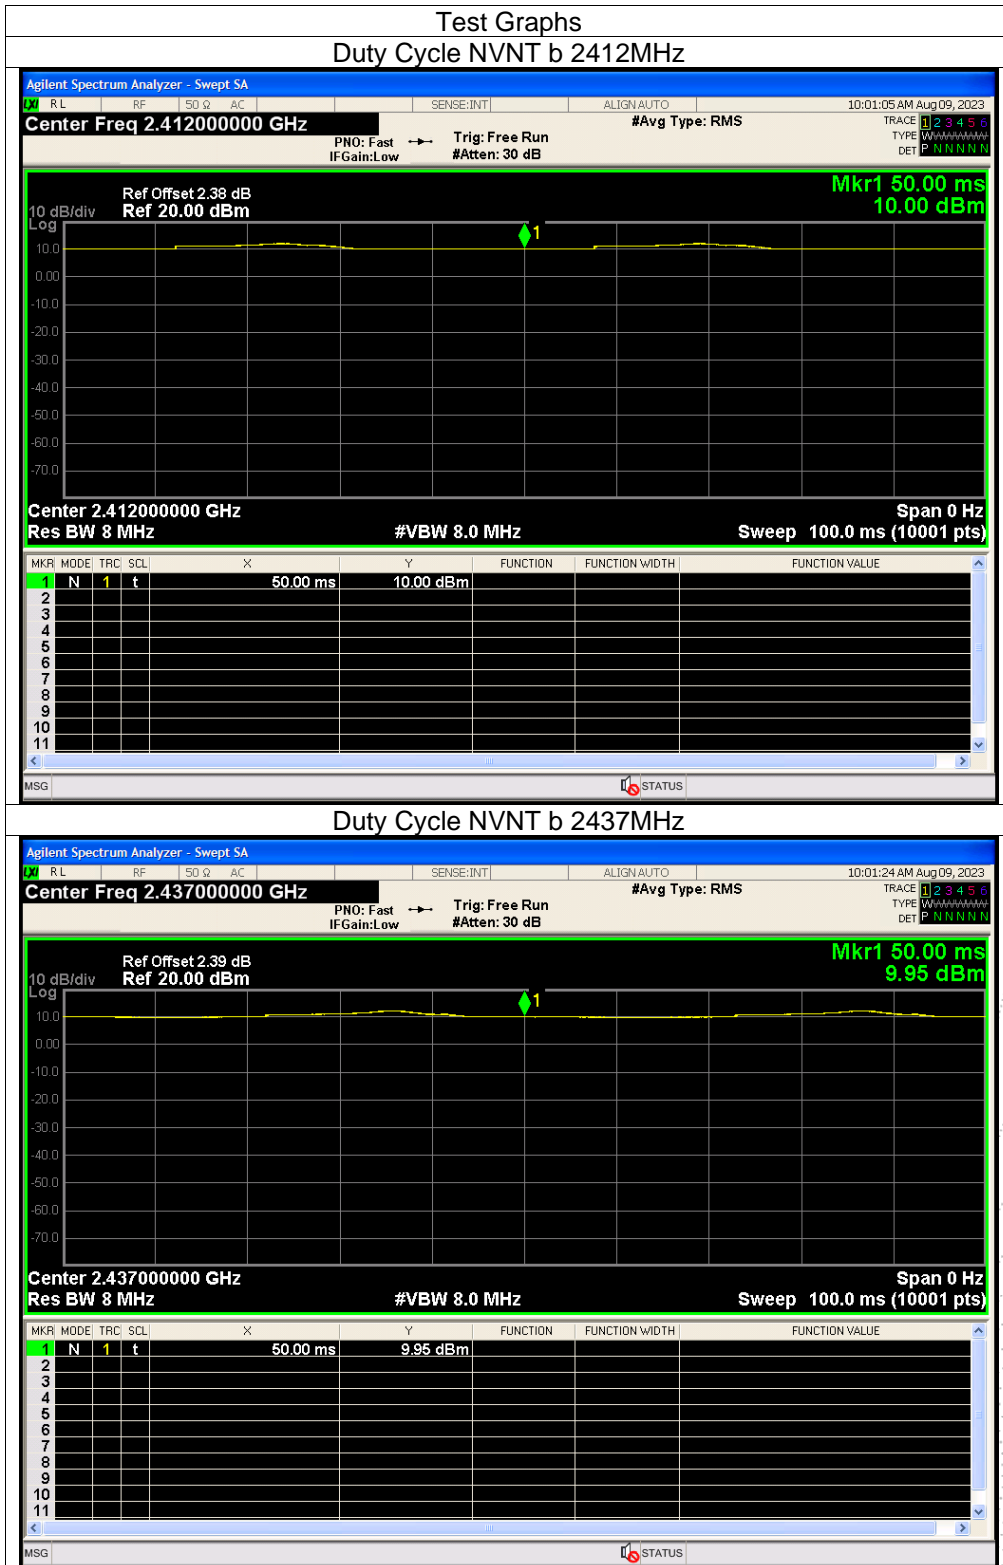 Test Graphs
Duty Cycle NVNT b 2412MHz
Agilent Spectrum Analyzer - Swept SA
LXI RL RF 50 Ω AC SENSE:INT ALIGN AUTO 10:01:05 AM Aug 09, 2023
Center Freq 2.412000000 GHz #Avg Type: RMS TRACE 1 2 3 4 5 6
PNO: Fast Trig: Free Run TYPE WWWWWW
IFGain:Low #Atten: 30 dB DET P N N N N N
Mkr1 50.00 ms
Ref Offset 2.38 dB
10 dB/div Ref 20.00 dBm 10.00 dBm
Log
1
10.0
0.00
-10.0
-20.0
-30.0
-40.0
-50.0
-60.0
-70.0
Center 2.412000000 GHz Span 0 Hz
Res BW 8 MHz #VBW 8.0 MHz Sweep 100.0 ms (10001 pts)
MKR MODE TRC SCL X Y FUNCTION FUNCTION WIDTH FUNCTION VALUE
1 N 1 t 50.00 ms 10.00 dBm
2
3
4
5
6
7
8
9
10
11
MSG STATUS
Duty Cycle NVNT b 2437MHz
Agilent Spectrum Analyzer - Swept SA
LXI RL RF 50 Ω AC SENSE:INT ALIGN AUTO 10:01:24 AM Aug 09, 2023
Center Freq 2.437000000 GHz #Avg Type: RMS TRACE 1 2 3 4 5 6
PNO: Fast Trig: Free Run TYPE WWWWWW
IFGain:Low #Atten: 30 dB DET P N N N N N
Mkr1 50.00 ms
Ref Offset 2.39 dB
10 dB/div Ref 20.00 dBm 9.95 dBm
Log
1
10.0
0.00
-10.0
-20.0
-30.0
-40.0
-50.0
-60.0
-70.0
Center 2.437000000 GHz Span 0 Hz
Res BW 8 MHz #VBW 8.0 MHz Sweep 100.0 ms (10001 pts)
MKR MODE TRC SCL X Y FUNCTION FUNCTION WIDTH FUNCTION VALUE
1 N 1 t 50.00 ms 9.95 dBm
2
3
4
5
6
7
8
9
10
11
MSG STATUS